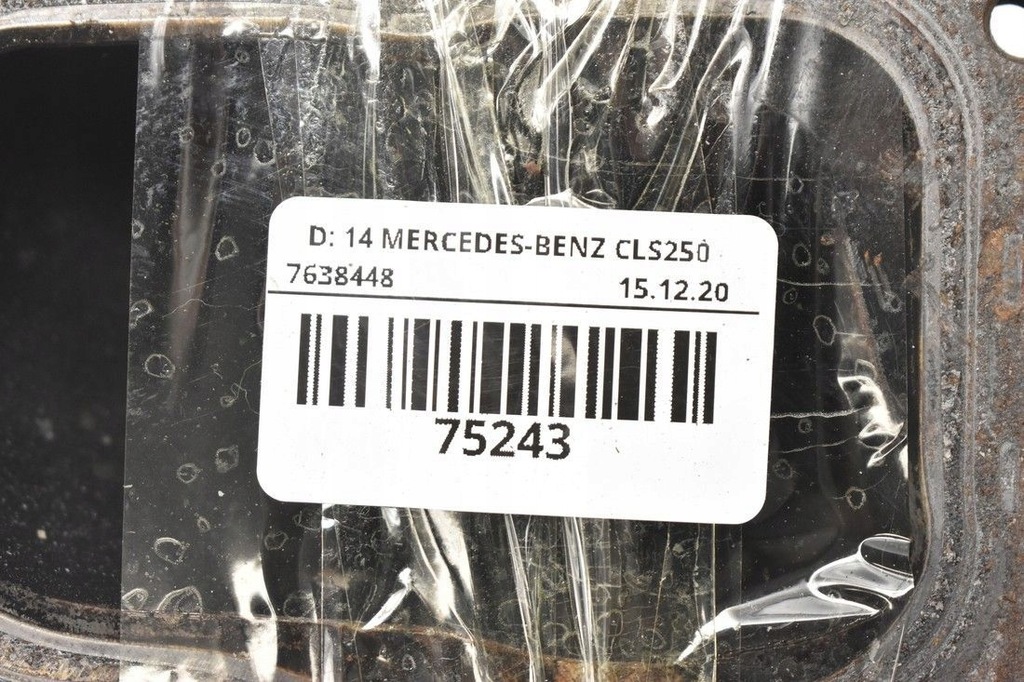 D: 14 MERCEDES-BENZ CLS250
7638448 15.12.20
75243